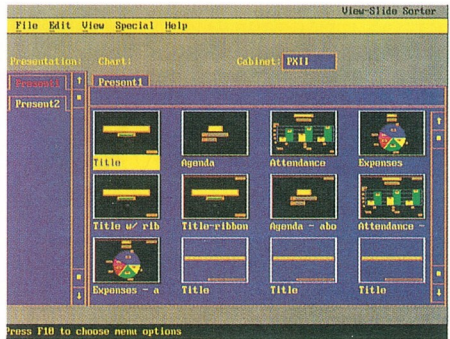 View-Slide Sorter
File Edit View Special Help
Presentation: Chart: Cabinet: PXII
Present1 Present1
Present2
Title Agenda Attendance Expenses
Title w/ rib Title-ribbon Agenda - abo Attendance -
Expenses - a Title Title Title
Press F10 to choose menu options